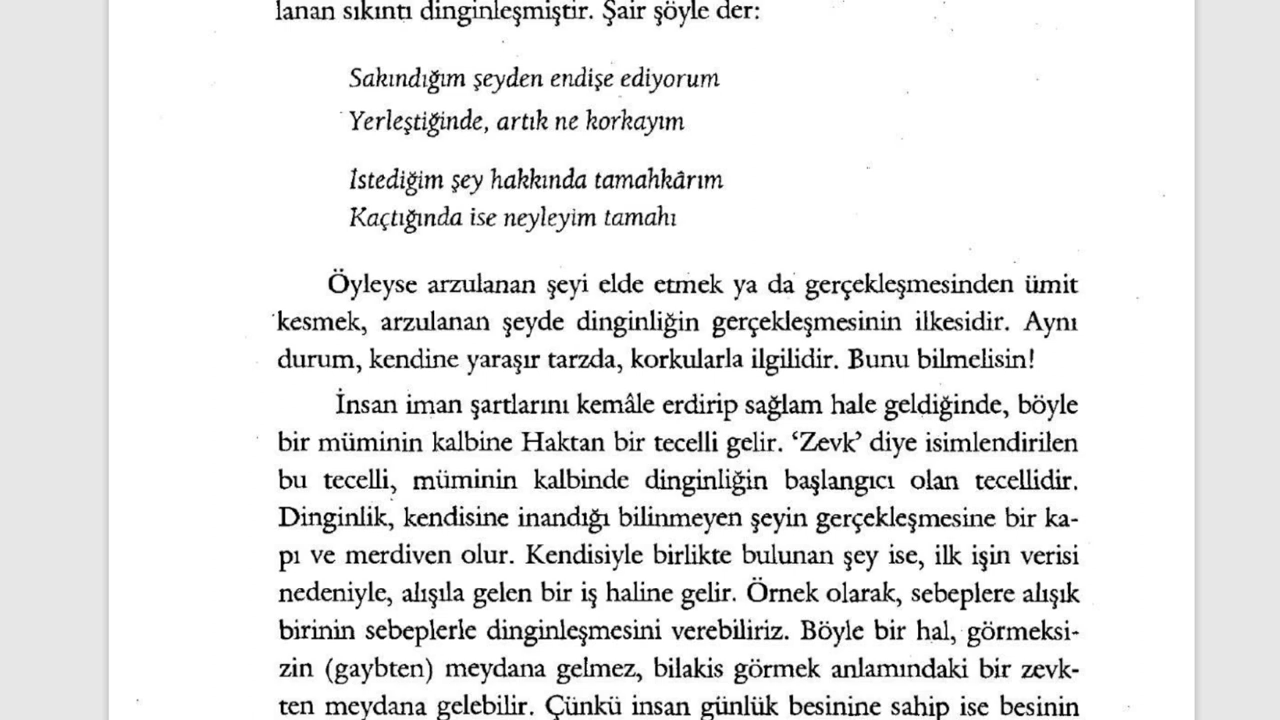 lanan sıkıntı dinginleşmiştir. Şair şöyle der:
Sakındığım şeyden endişe ediyorum
Yerleştiğinde, artık ne korkayım
İstediğim şey hakkında tamahkârım
Kaçtığında ise neyleyim tamahı
Öyleyse arzulanan şeyi elde etmek ya da gerçekleşmesinden ümit
kesmek, arzulanan şeyde dinginliğin gerçekleşmesinin ilkesidir. Aynı
durum, kendine yaraşır tarzda, korkularla ilgilidir. Bunu bilmelisin!
İnsan iman şartlarını kemâle erdirip sağlam hale geldiğinde, böyle
bir müminin kalbine Haktan bir tecelli gelir. ‘Zevk’ diye isimlendirilen
bu tecelli, müminin kalbinde dinginliğin başlangıcı olan tecellidir.
Dinginlik, kendisine inandığı bilinmeyen şeyin gerçekleşmesine bir ka-
pı ve merdiven olur. Kendisiyle birlikte bulunan şey ise, ilk işin verisi
nedeniyle, alışıla gelen bir iş haline gelir. Örnek olarak, sebeplere alışık
birinin sebeplerle dinginleşmesini verebiliriz. Böyle bir hal, görmeksi-
zin (gaybten) meydana gelmez, bilakis görmek anlamındaki bir zevk-
ten meydana gelebilir. Çünkü insan günlük besinine sahip ise besinin